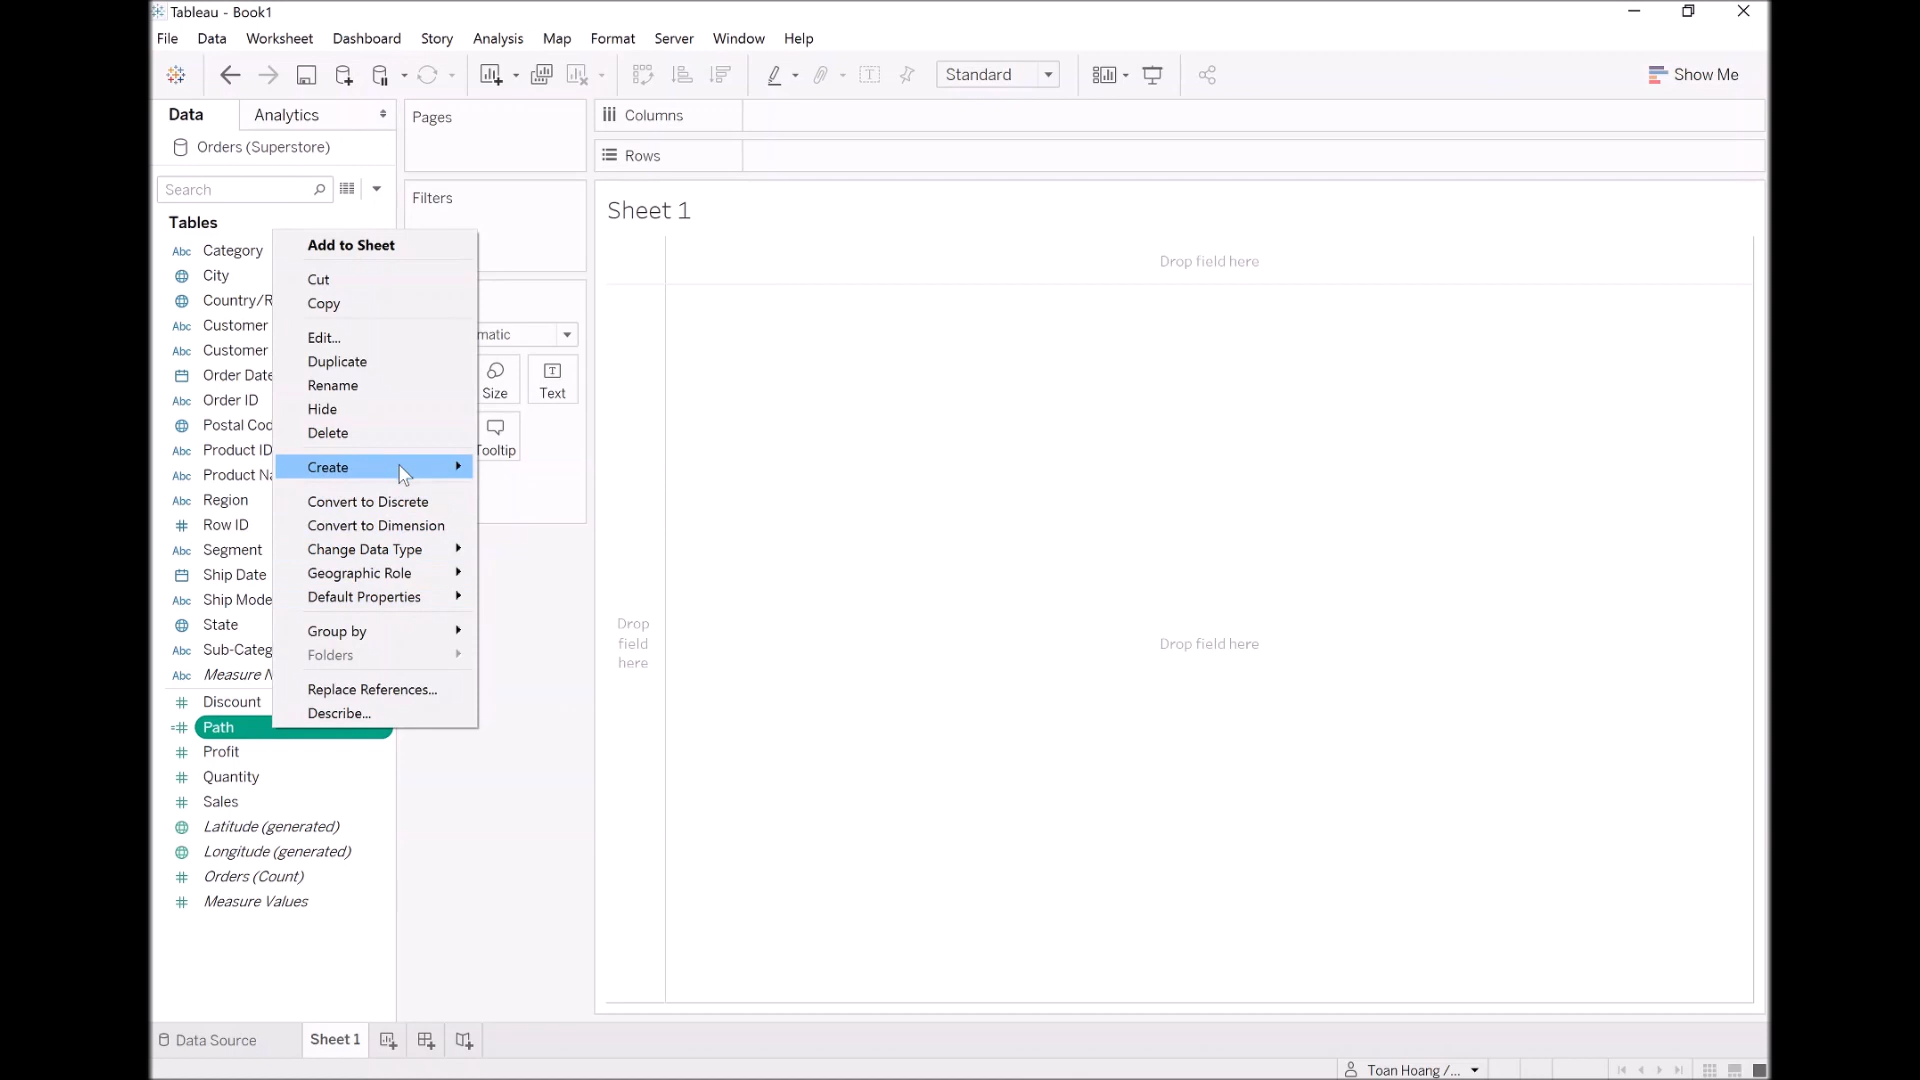 Tableau - Book1
File Data Worksheet Dashboard Story Analysis Map Format Server Window Help
Standard
Show Me
Data
Analytics
Pages
Columns
Orders (Superstore)
Rows
Search
Filters
Tables
Sheet 1
Abc Category
City
Country/R
Abc Customer
Abc Customer
Order Date
Abc Order ID
Postal Cod
Abc Product ID
Abc Product Na
Abc Region
# Row ID
Abc Segment
Ship Date
Abc Ship Mode
State
Abc Sub-Categ
Abc Measure N
# Discount
=# Path
# Profit
# Quantity
# Sales
Latitude (generated)
Longitude (generated)
# Orders (Count)
# Measure Values
Add to Sheet
Cut
Copy
Edit...
Duplicate
Rename
Hide
Delete
Create
Convert to Discrete
Convert to Dimension
Change Data Type
Geographic Role
Default Properties
Group by
Folders
Replace References...
Describe...
matic
Size
Text
Tooltip
Drop field here
Drop
field
here
Drop field here
Data Source
Sheet 1
Toan Hoang /...